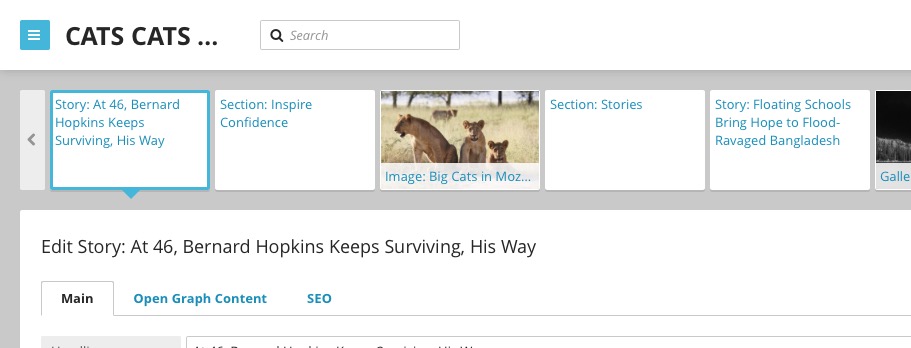 CATS CATS ...
Search
Story: At 46, Bernard
Hopkins Keeps
Surviving, His Way
Section: Inspire
Confidence
Image: Big Cats in Moz...
Section: Stories
Story: Floating Schools
Bring Hope to Flood-
Ravaged Bangladesh
Galle
Edit Story: At 46, Bernard Hopkins Keeps Surviving, His Way
Main
Open Graph Content
SEO